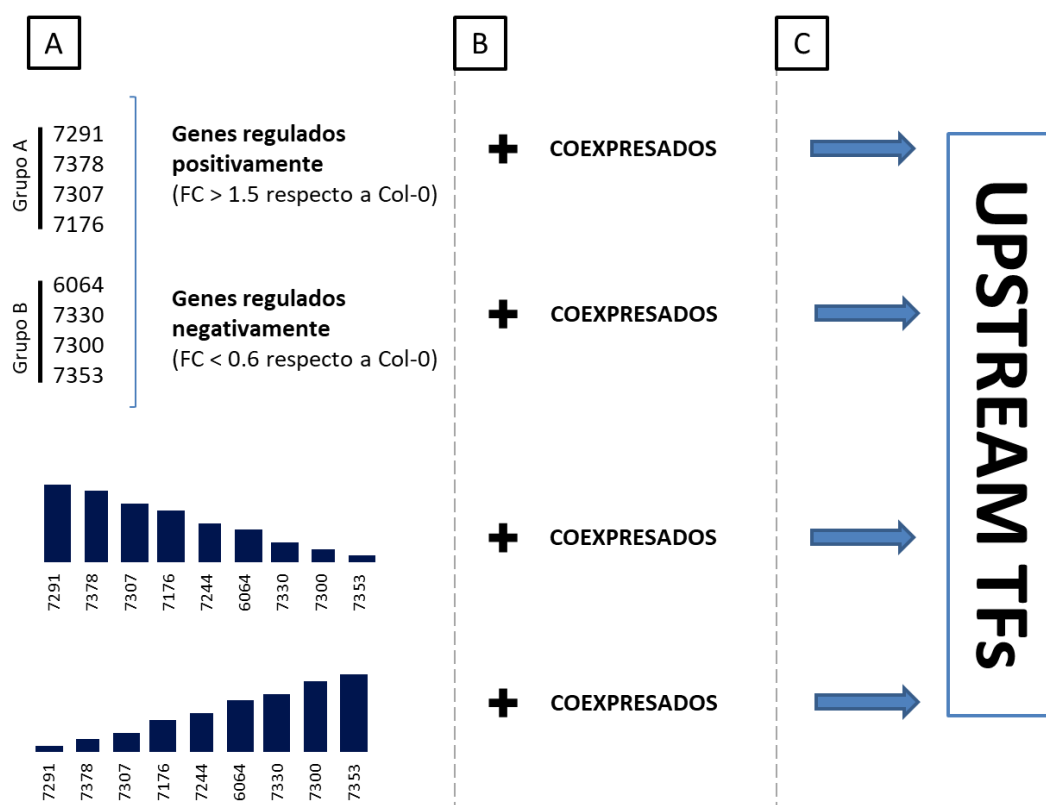 A
B
C
Grupo A
7291
7378
7307
7176
Genes regulados
positivamente
(FC > 1.5 respecto a Col-0)
+ COEXPRESADOS
Grupo B
6064
7330
7300
7353
Genes regulados
negativamente
(FC < 0.6 respecto a Col-0)
+ COEXPRESADOS
7291
7378
7307
7176
7244
6064
7330
7300
7353
+ COEXPRESADOS
7291
7378
7307
7176
7244
6064
7330
7300
7353
+ COEXPRESADOS
UPSTREAM TFs